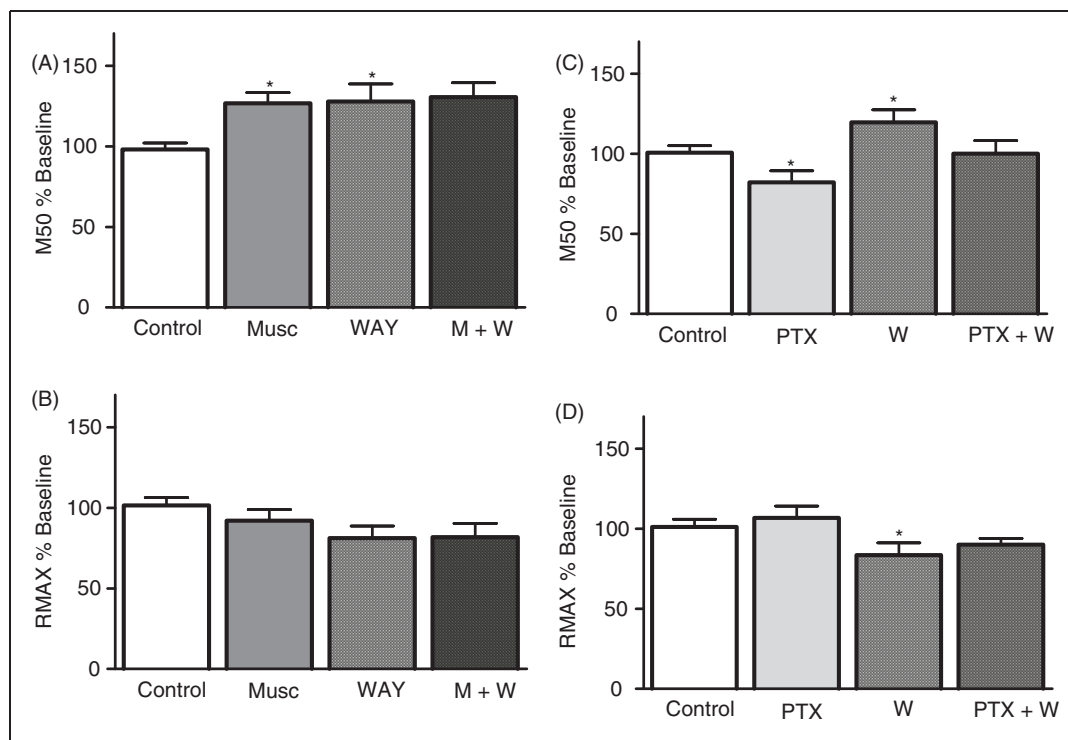 (A)
M50 % Baseline
150
100
50
0
*
*
Control Musc WAY M + W
(C)
M50 % Baseline
150
100
50
0
*
*
Control PTX W PTX + W
(B)
RMAX % Baseline
150
100
50
0
Control Musc WAY M + W
(D)
RMAX % Baseline
150
100
50
0
*
Control PTX W PTX + W